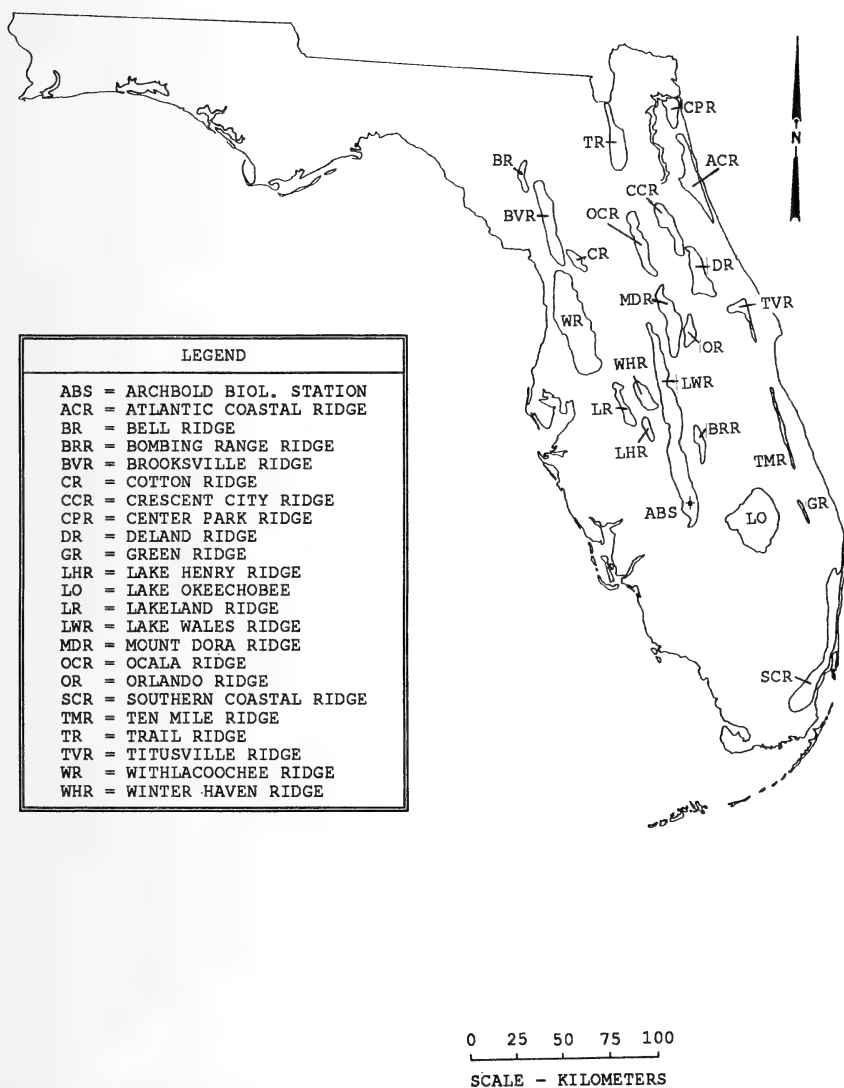 CPR
N
TR
ACR
BR
CCR
BVR
OCR
CR
DR
MDR
TVR
WR
OR
WHR
LWR
LR
BRR
LHR
TMR
ABS
LO
GR
SCR
LEGEND
ABS = ARCHBOLD BIOL. STATION
ACR = ATLANTIC COASTAL RIDGE
BR = BELL RIDGE
BRR = BOMBING RANGE RIDGE
BVR = BROOKSVILLE RIDGE
CR = COTTON RIDGE
CCR = CRESCENT CITY RIDGE
CPR = CENTER PARK RIDGE
DR = DELAND RIDGE
GR = GREEN RIDGE
LHR = LAKE HENRY RIDGE
LO = LAKE OKEECHOBEE
LR = LAKELAND RIDGE
LWR = LAKE WALES RIDGE
MDR = MOUNT DORA RIDGE
OCR = OCALA RIDGE
OR = ORLANDO RIDGE
SCR = SOUTHERN COASTAL RIDGE
TMR = TEN MILE RIDGE
TR = TRAIL RIDGE
TVR = TITUSVILLE RIDGE
WR = WITHLACOOCHEE RIDGE
WHR = WINTER HAVEN RIDGE
0 25 50 75 100
SCALE - KILOMETERS